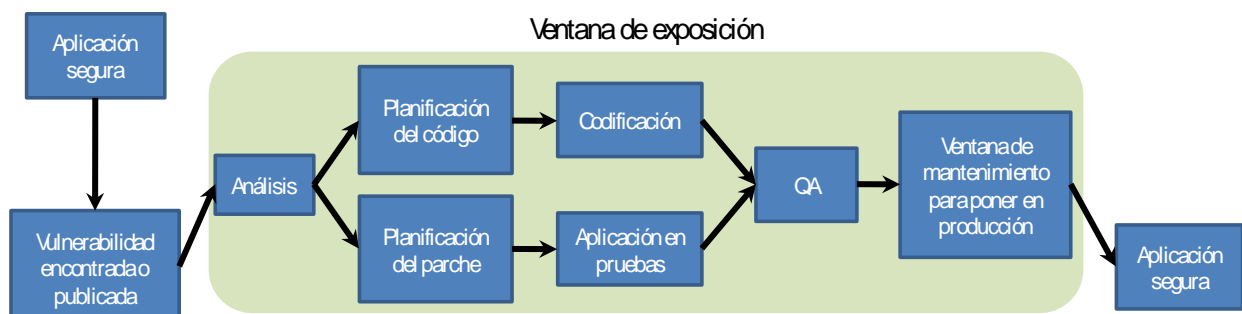 Ventana de exposición
Aplicación
segura
Vulnerabilidad
encontrada o
publicada
Análisis
Planificación
del código
Codificación
Planificación
del parche
Aplicación en
pruebas
QA
Ventana de
mantenimiento
para poner en
producción
Aplicación
segura